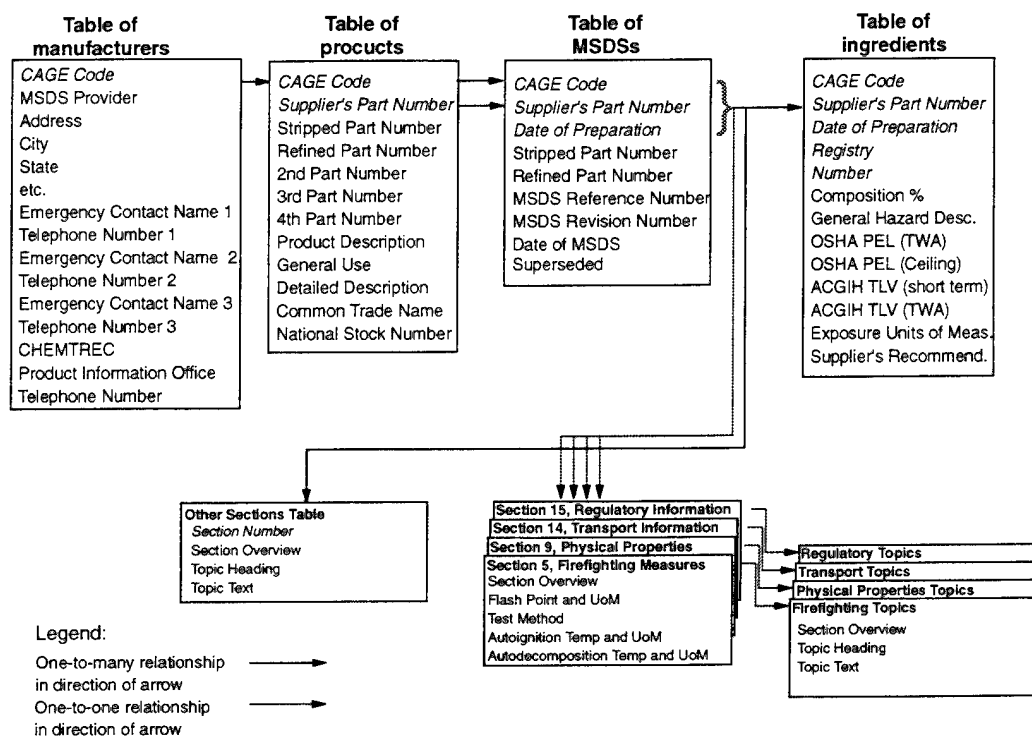 Table of
manufacturers
CAGE Code
MSDS Provider
Address
City
State
etc.
Emergency Contact Name 1
Telephone Number 1
Emergency Contact Name 2
Telephone Number 2
Emergency Contact Name 3
Telephone Number 3
CHEMTREC
Product Information Office
Telephone Number
Table of
products
CAGE Code
Supplier's Part Number
Stripped Part Number
Refined Part Number
2nd Part Number
3rd Part Number
4th Part Number
Product Description
General Use
Detailed Description
Common Trade Name
National Stock Number
Table of
MSDSs
CAGE Code
Supplier's Part Number
Date of Preparation
Stripped Part Number
Refined Part Number
MSDS Reference Number
MSDS Revision Number
Date of MSDS
Superseded
Table of
ingredients
CAGE Code
Supplier's Part Number
Date of Preparation
Registry
Number
Composition %
General Hazard Desc.
OSHA PEL (TWA)
OSHA PEL (Ceiling)
ACGIH TLV (short term)
ACGIH TLV (TWA)
Exposure Units of Meas.
Supplier's Recommend.
Other Sections Table
Section Number
Section Overview
Topic Heading
Topic Text
Section 15, Regulatory Information
Section 14, Transport Information
Section 9, Physical Properties
Section 5, Firefighting Measures
Section Overview
Flash Point and UoM
Test Method
Autoignition Temp and UoM
Autodecomposition Temp and UoM
Regulatory Topics
Transport Topics
Physical Properties Topics
Firefighting Topics
Section Overview
Topic Heading
Topic Text
Legend:
One-to-many relationship
in direction of arrow
One-to-one relationship
in direction of arrow